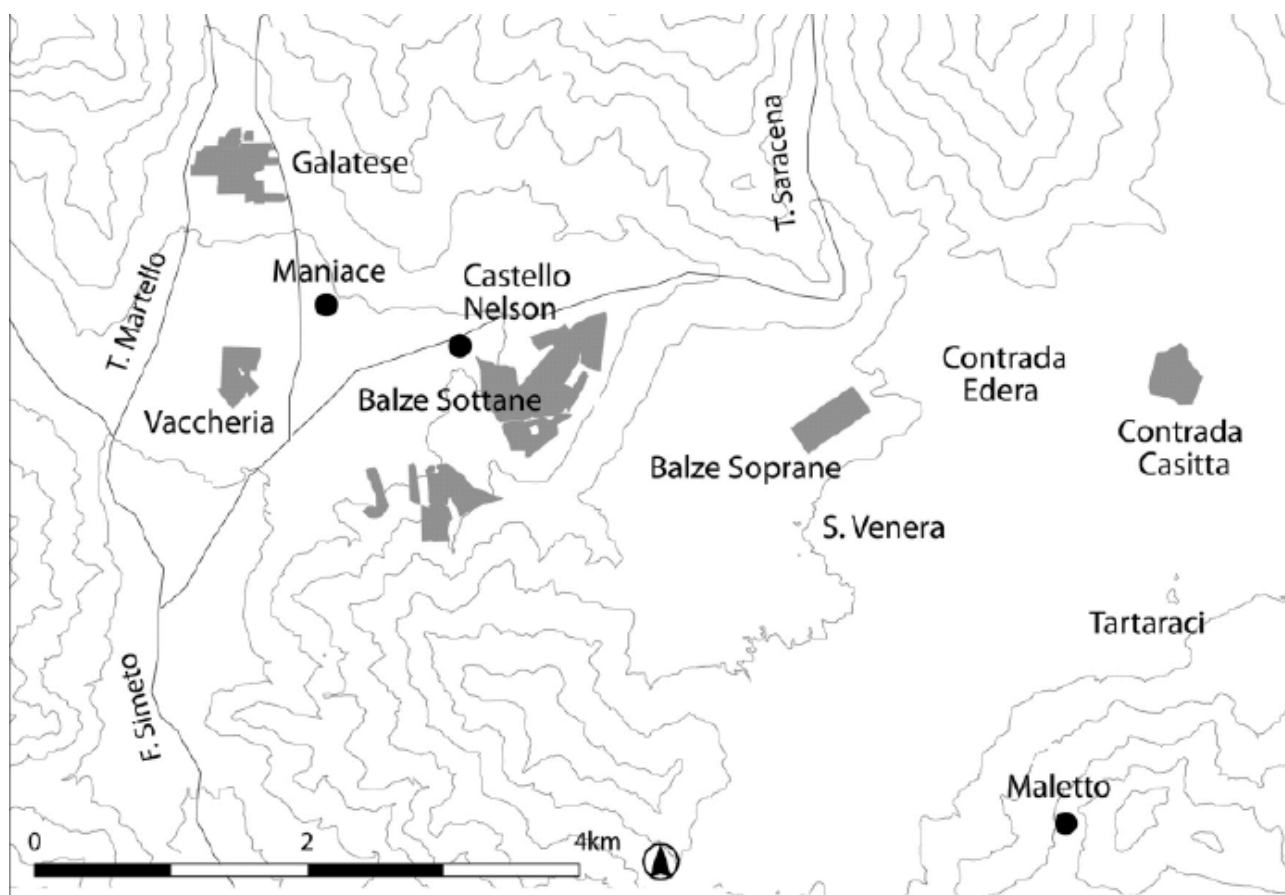 T. Saracena
Galatese
T. Martello
Maniace
Castello
Nelson
Contrada
Edera
Balze Sottane
Vaccheria
Contrada
Casitta
Balze Soprane
S. Venera
Tartaraci
F. Simeto
Maletto
0 2 4km